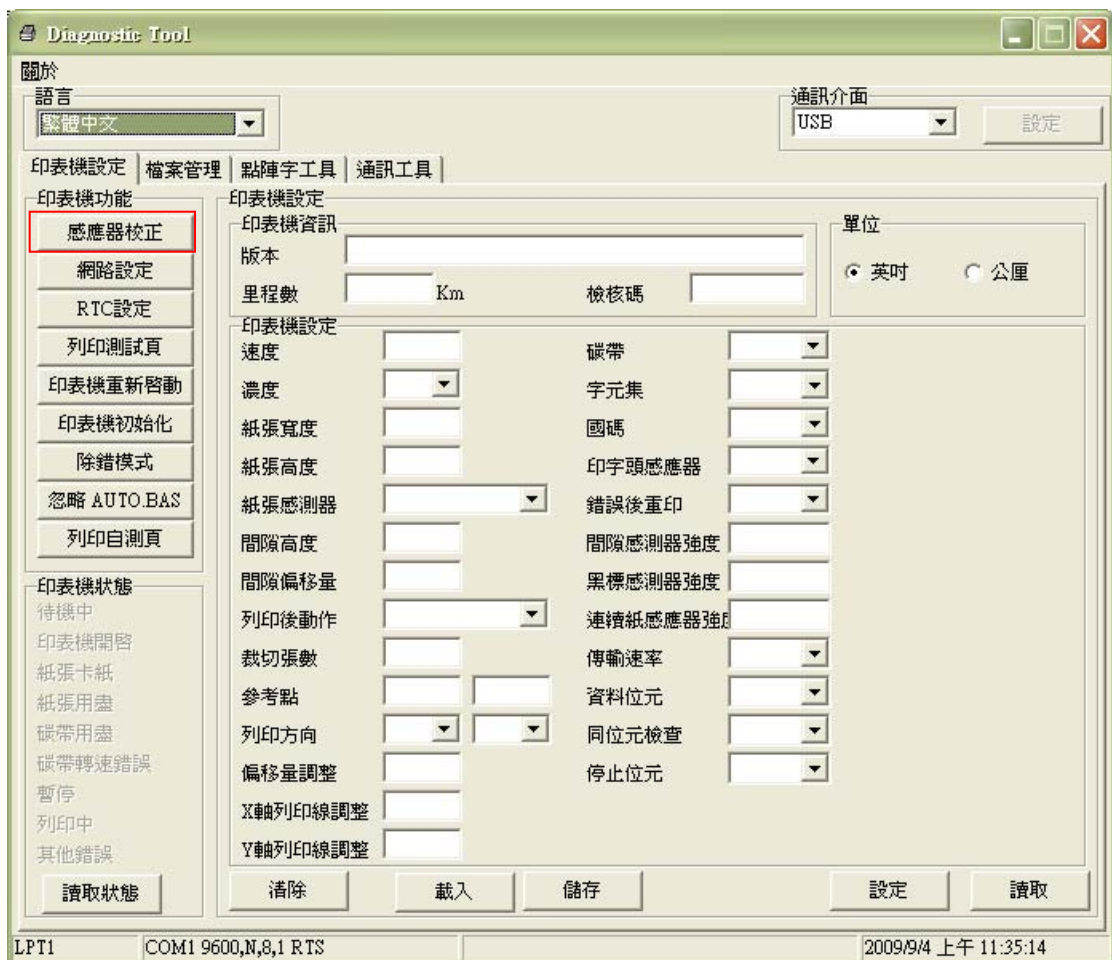 Diagnostic Tool
關於
語言
通訊介面
繁體中文
USB
設定
印表機設定 檔案管理 點陣字工具 通訊工具
印表機功能
感應器校正
網路設定
RTC設定
列印測試頁
印表機重新啓動
印表機初始化
除錯模式
忽略 AUTO.BAS
列印自測頁
印表機狀態
待機中
印表機開啓
紙張卡紙
紙張用盡
碳帶用盡
碳帶轉速錯誤
暫停
列印中
其他錯誤
讀取狀態
印表機設定
印表機資訊
版本
里程數 Km 檢核碼
單位
英吋 公厘
印表機設定
速度 碳帶
濃度 字元集
紙張寬度 國碼
紙張高度 印字頭感應器
紙張感測器 錯誤後重印
間隙高度 間隙感測器強度
間隙偏移量 黑標感測器強度
列印後動作 連續紙感應器強
裁切張數 傳輸速率
參考點 資料位元
列印方向 同位元檢查
偏移量調整 停止位元
X軸列印線調整
Y軸列印線調整
清除 載入 儲存 設定 讀取
LPT1 COM1 9600,N,8,1 RTS 2009/9/4 上午 11:35:14